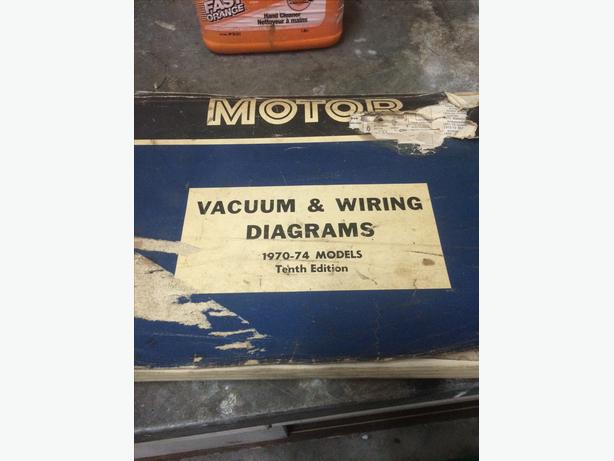 FAST
ORANGE
Hand Cleaner
Nettoyeur à mains
MOTOR
VACUUM & WIRING
DIAGRAMS
1970-74 MODELS
Tenth Edition